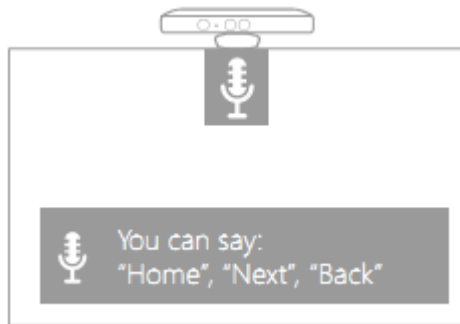 You can say:
“Home”, “Next”, “Back”